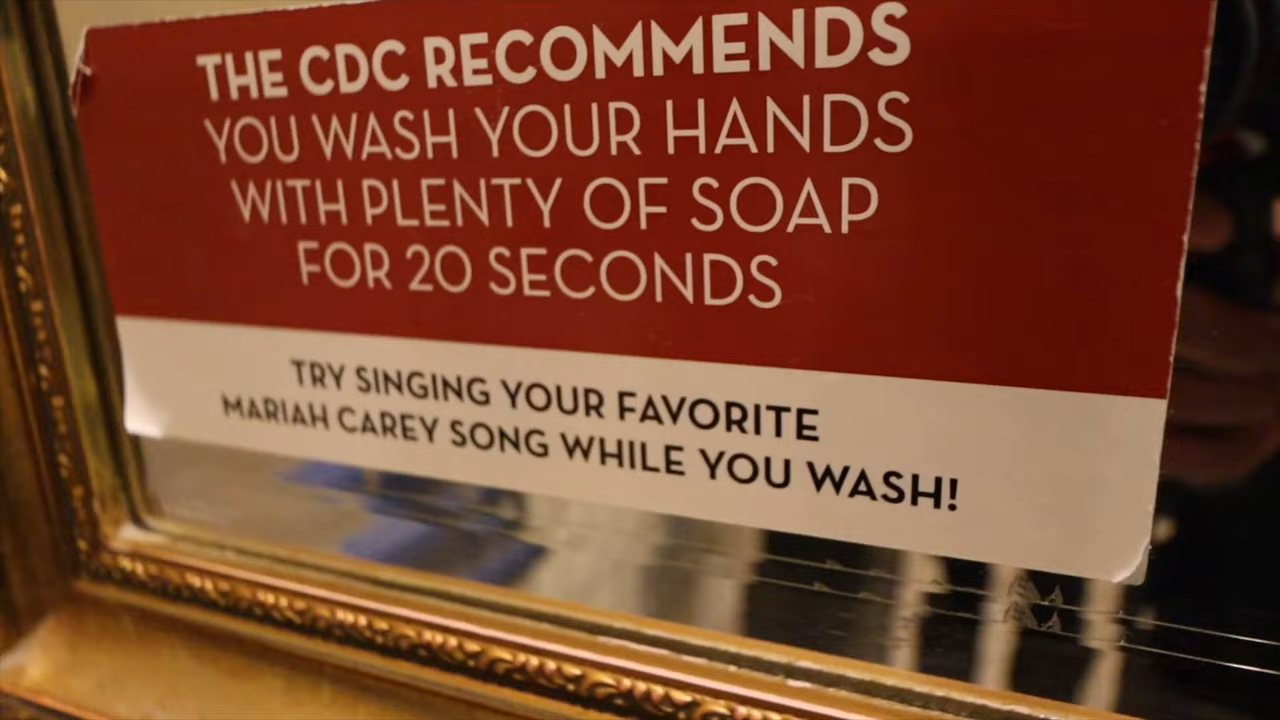 THE CDC RECOMMENDS
YOU WASH YOUR HANDS
WITH PLENTY OF SOAP
FOR 20 SECONDS
TRY SINGING YOUR FAVORITE
MARIAH CAREY SONG WHILE YOU WASH!